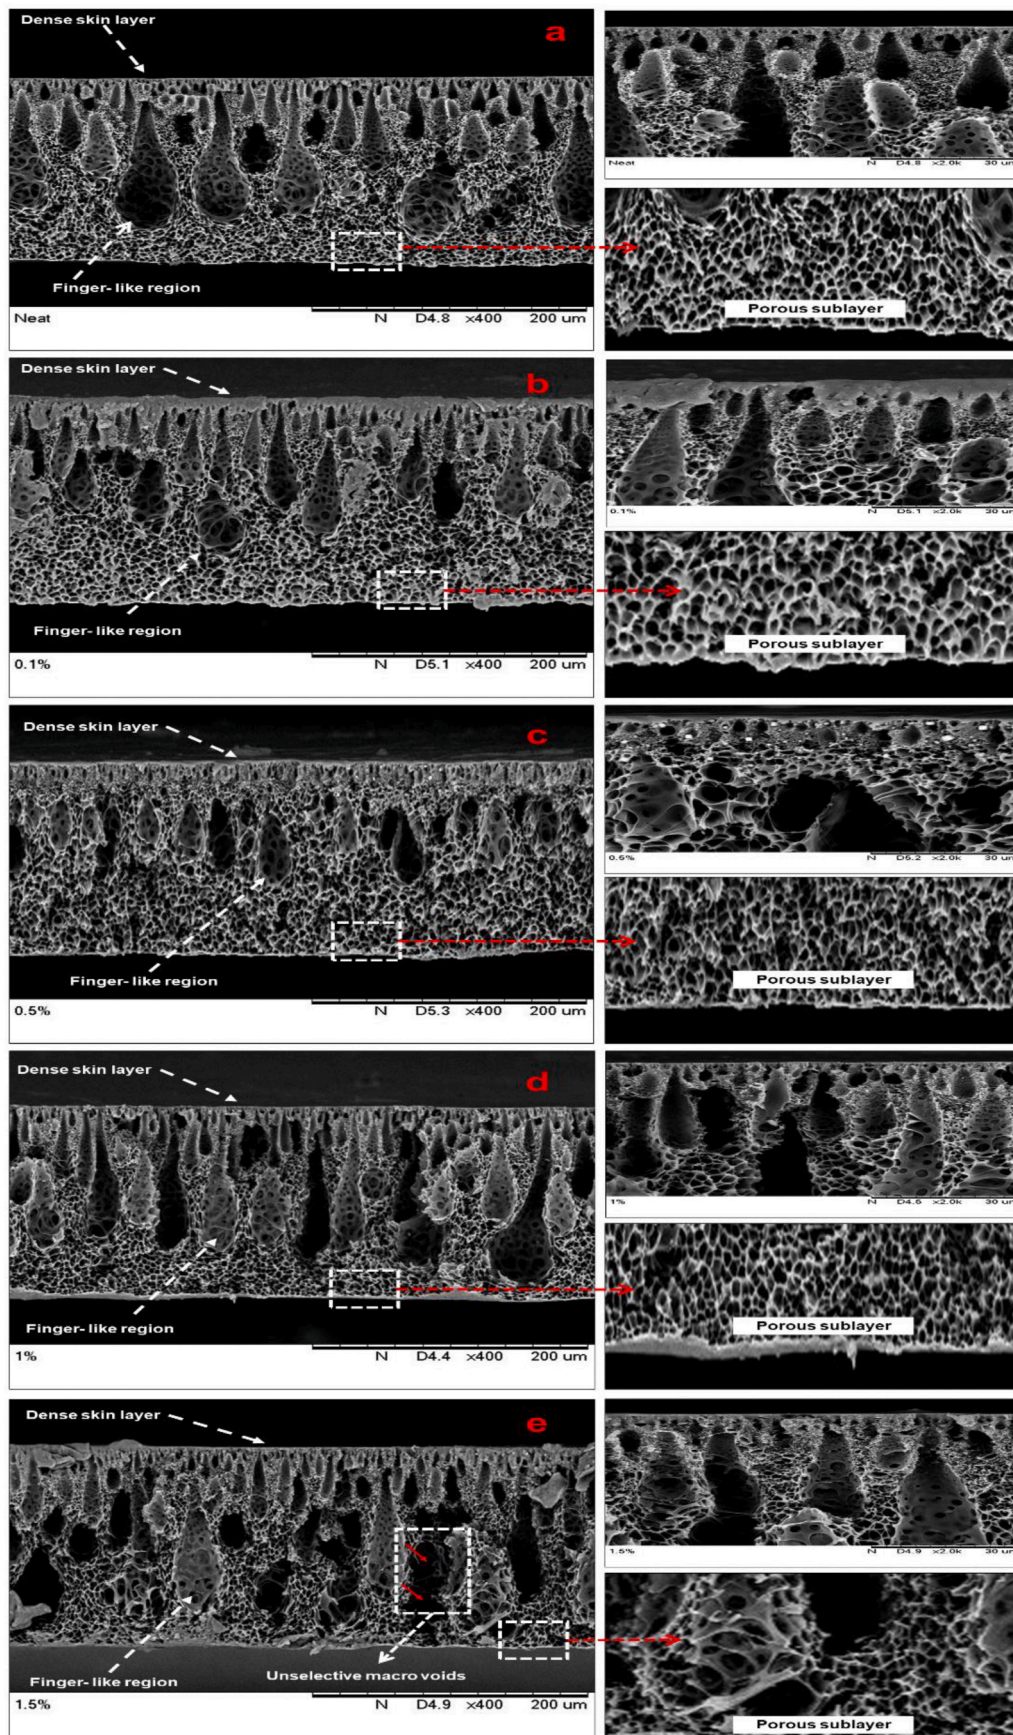 Dense skin layer
a
Finger- like region
Neat N D4.8 x400 200 um
Neat N D4.8 x2.0k 30 um
Porous sublayer
Dense skin layer
b
Finger- like region
0.1% N D5.1 x400 200 um
0.1% N D5.1 x2.0k 30 um
Porous sublayer
Dense skin layer
c
Finger- like region
0.5% N D5.3 x400 200 um
0.5% N D5.2 x2.0k 30 um
Porous sublayer
Dense skin layer
d
Finger- like region
1% N D4.4 x400 200 um
1% N D4.5 x2.0k 30 um
Porous sublayer
Dense skin layer
e
Unselective macro voids
Finger- like region
1.5% N D4.9 x400 200 um
1.5% N D4.9 x2.0k 30 um
Porous sublayer